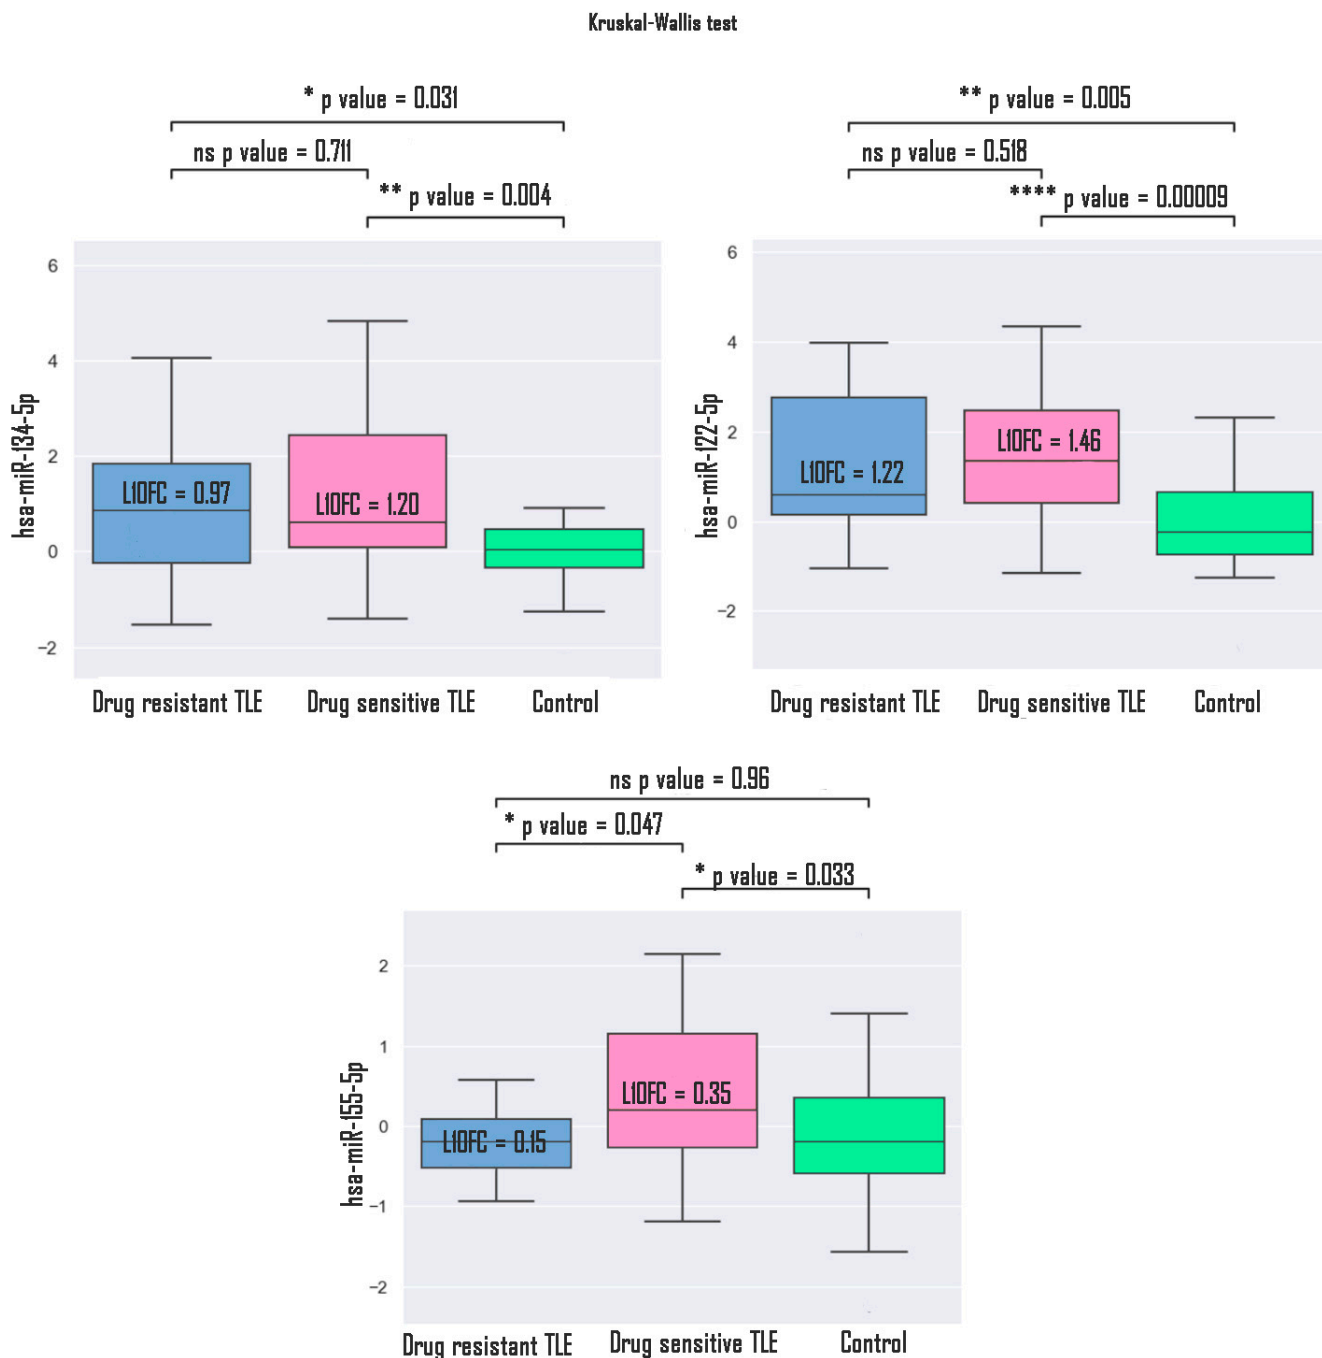 Kruskal-Wallis test
* p value = 0.031
ns p value = 0.711
** p value = 0.004
6
4
2
0
−2
hsa-miR-134-5p
L10FC = 0.97
L10FC = 1.20
Drug resistant TLE Drug sensitive TLE Control
** p value = 0.005
ns p value = 0.518
**** p value = 0.00009
6
4
2
0
−2
hsa-miR-122-5p
L10FC = 1.22
L10FC = 1.46
Drug resistant TLE Drug sensitive TLE Control
ns p value = 0.96
* p value = 0.047
* p value = 0.033
2
1
0
−1
−2
hsa-miR-155-5p
L10FC = 0.15
L10FC = 0.35
Drug resistant TLE Drug sensitive TLE Control